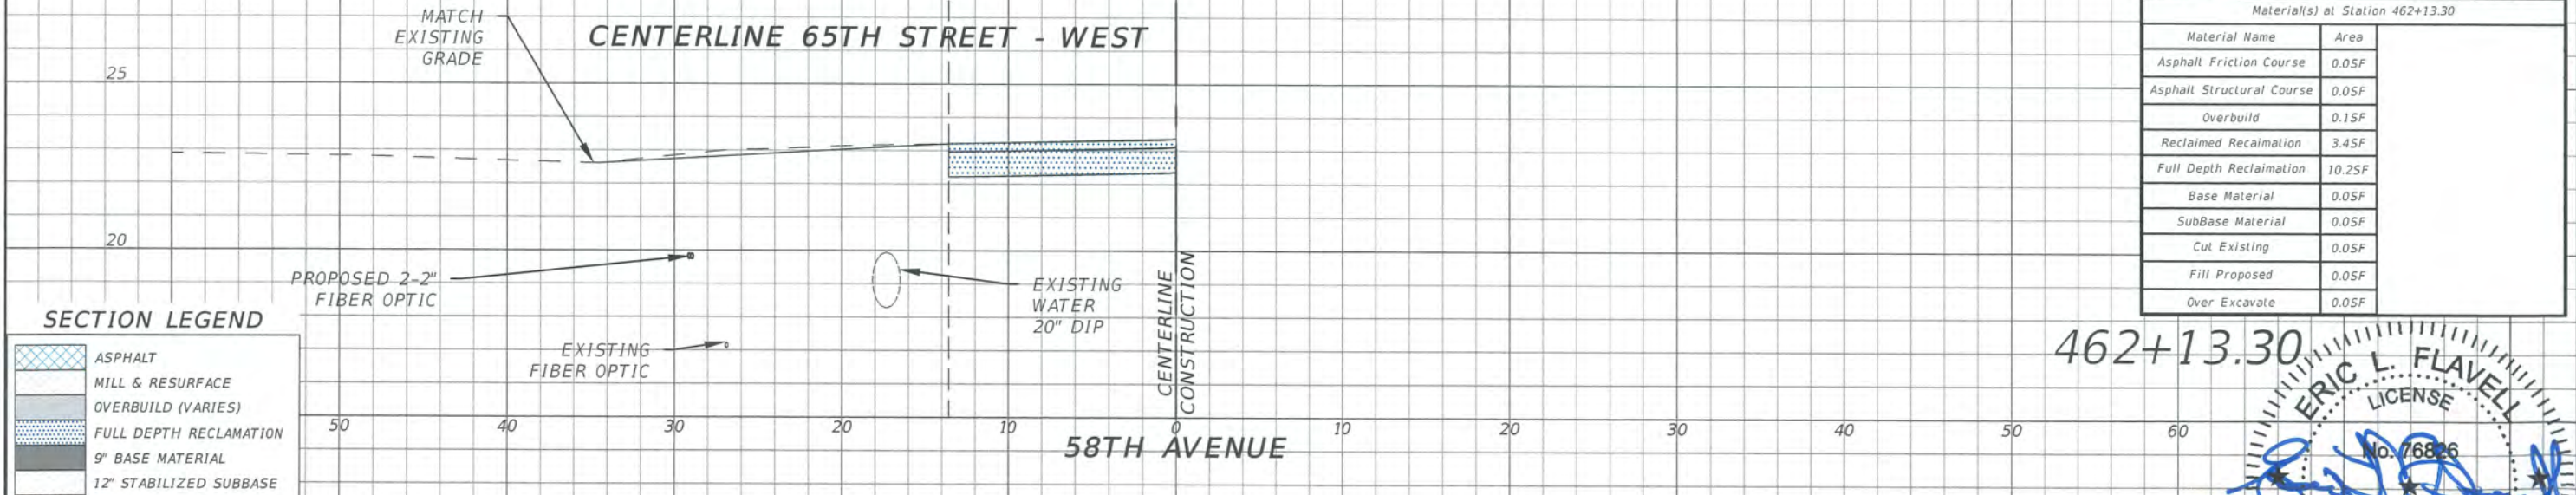 MATCH
EXISTING
GRADE
CENTERLINE 65TH STREET - WEST
25
20
PROPOSED 2-2"
FIBER OPTIC
EXISTING
FIBER OPTIC
EXISTING
WATER
20" DIP
CENTERLINE
CONSTRUCTION
Material(s) at Station 462+13.30
Material Name Area
Asphalt Friction Course 0.0SF
Asphalt Structural Course 0.0SF
Overbuild 0.1SF
Reclaimed Recaimation 3.4SF
Full Depth Reclaimation 10.2SF
Base Material 0.0SF
SubBase Material 0.0SF
Cut Existing 0.0SF
Fill Proposed 0.0SF
Over Excavate 0.0SF
462+13.30
SECTION LEGEND
ASPHALT
MILL & RESURFACE
OVERBUILD (VARIES)
FULL DEPTH RECLAMATION
9" BASE MATERIAL
12" STABILIZED SUBBASE
50 40 30 20 10 0 10 20 30 40 50 60
58TH AVENUE
ERIC L. FLAVELL
LICENSE
No. 76826